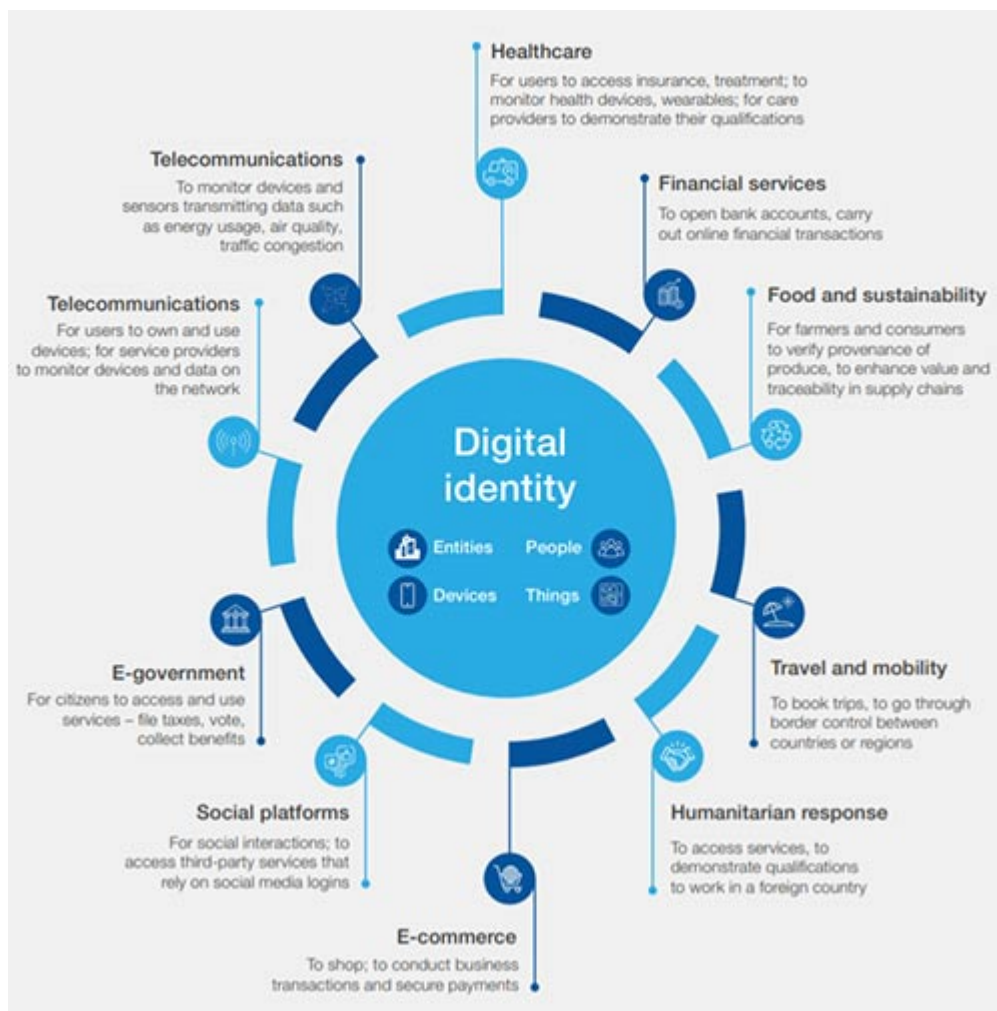 Healthcare
For users to access insurance, treatment; to
monitor health devices, wearables; for care
providers to demonstrate their qualifications
Telecommunications
To monitor devices and
sensors transmitting data such
as energy usage, air quality,
traffic congestion
Financial services
To open bank accounts, carry
out online financial transactions
Telecommunications
For users to own and use
devices; for service providers
to monitor devices and data on
the network
Food and sustainability
For farmers and consumers
to verify provenance of
produce, to enhance value and
traceability in supply chains
Digital
identity
Entities
People
Devices
Things
E-government
For citizens to access and use
services – file taxes, vote,
collect benefits
Travel and mobility
To book trips, to go through
border control between
countries or regions
Social platforms
For social interactions; to
access third-party services that
rely on social media logins
Humanitarian response
To access services, to
demonstrate qualifications
to work in a foreign country
E-commerce
To shop; to conduct business
transactions and secure payments